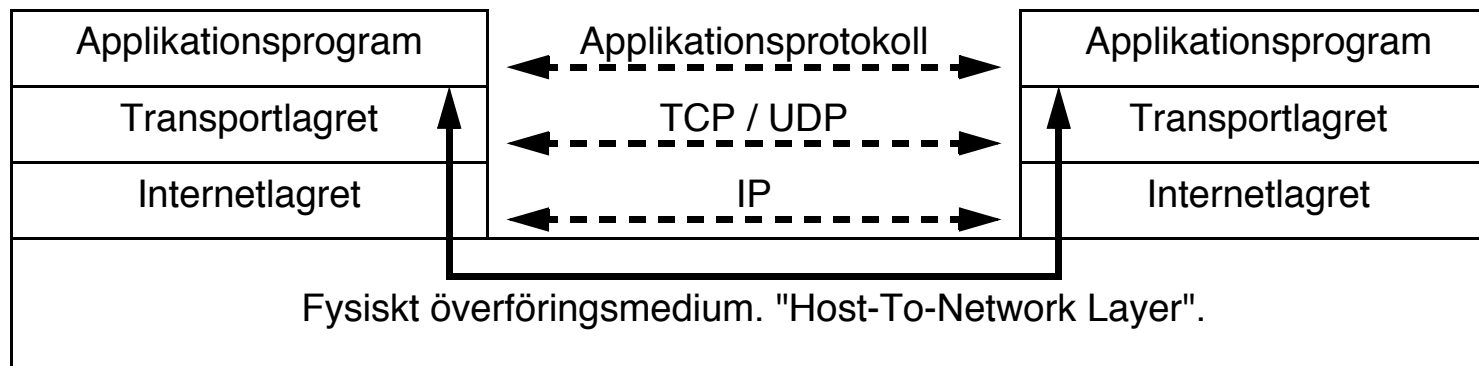 Applikationsprogram
Applikationsprotokoll
Applikationsprogram
Transportlagret
TCP / UDP
Transportlagret
Internetlagret
IP
Internetlagret
Fysiskt överföringsmedium. "Host-To-Network Layer".